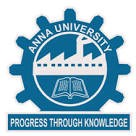 ANNA UNIVERSITY
PROGRESS THROUGH KNOWLEDGE